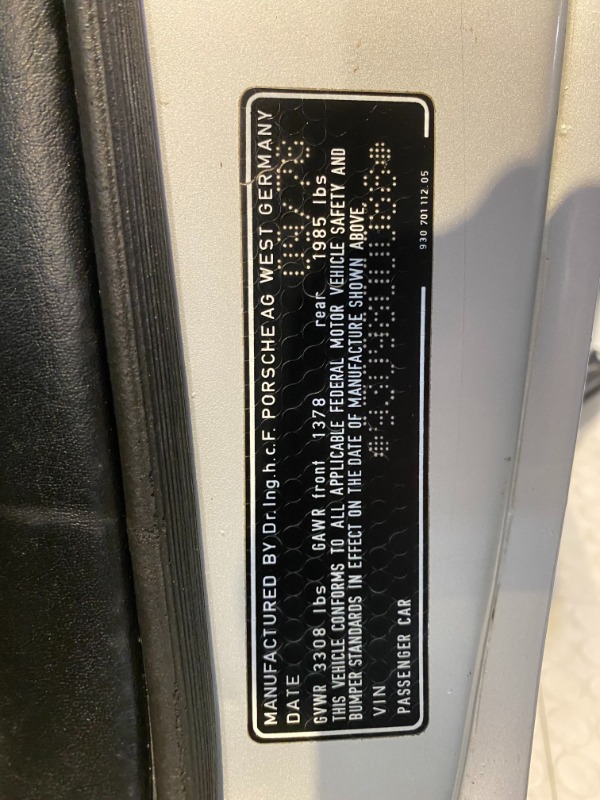 MANUFACTURED BY Dr.Ing.h.c.F. PORSCHE AG WEST GERMANY
DATE
GVWR 3308 lbs GAWR front 1378 rear 1985 lbs
THIS VEHICLE CONFORMS TO ALL APPLICABLE FEDERAL MOTOR VEHICLE SAFETY AND
BUMPER STANDARDS IN EFFECT ON THE DATE OF MANUFACTURE SHOWN ABOVE.
VIN
PASSENGER CAR
930 701 112.05